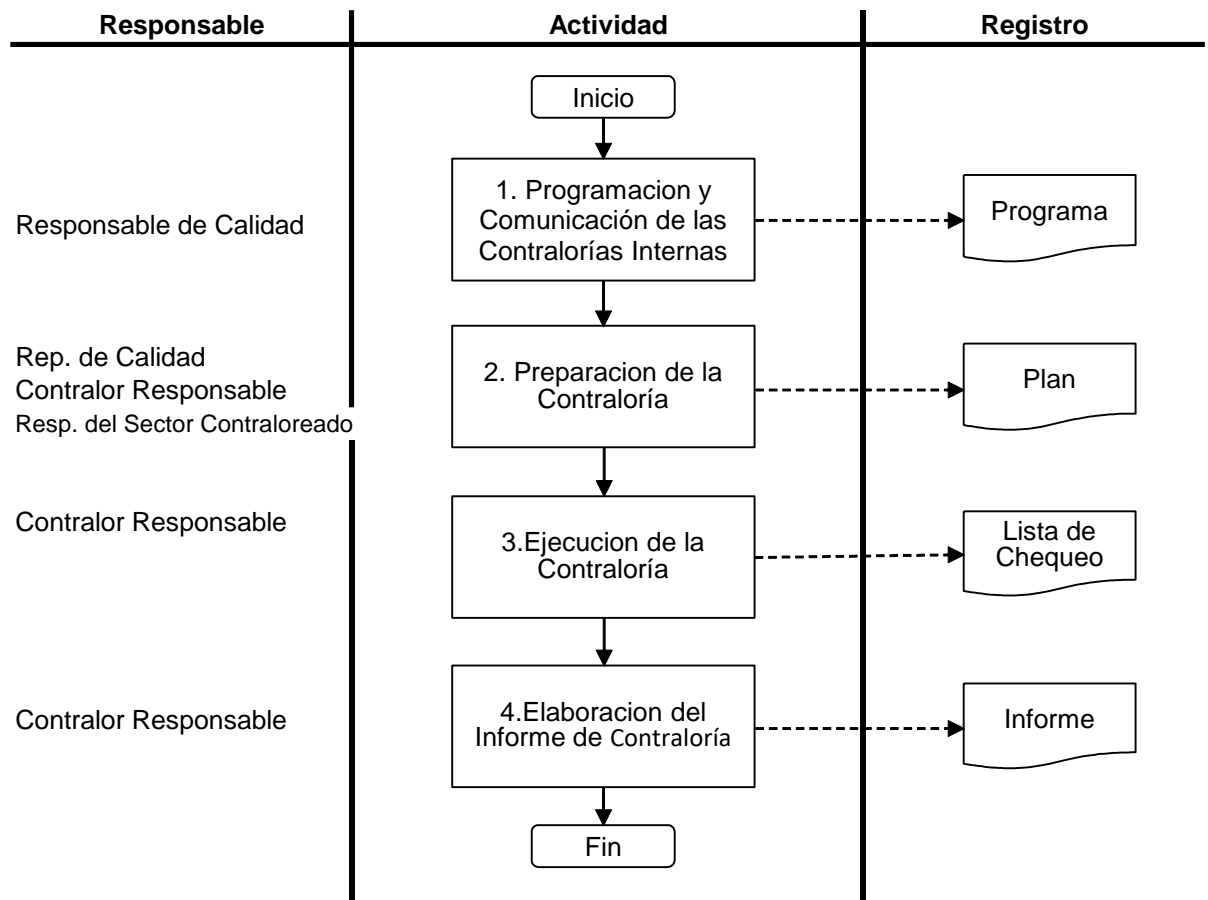 Responsable
Actividad
Registro
Inicio
Responsable de Calidad
1. Programacion y
Comunicación de las
Contralorías Internas
Programa
Rep. de Calidad
Contralor Responsable
Resp. del Sector Contraloreado
2. Preparacion de la
Contraloría
Plan
Contralor Responsable
3.Ejecucion de la
Contraloría
Lista de
Chequeo
Contralor Responsable
4.Elaboracion del
Informe de Contraloría
Informe
Fin